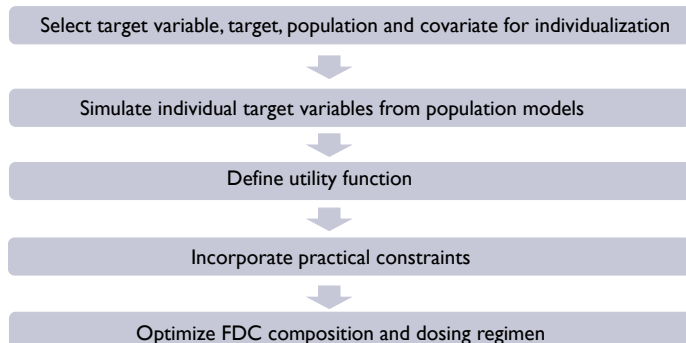 Select target variable, target, population and covariate for individualization
Simulate individual target variables from population models
Define utility function
Incorporate practical constraints
Optimize FDC composition and dosing regimen